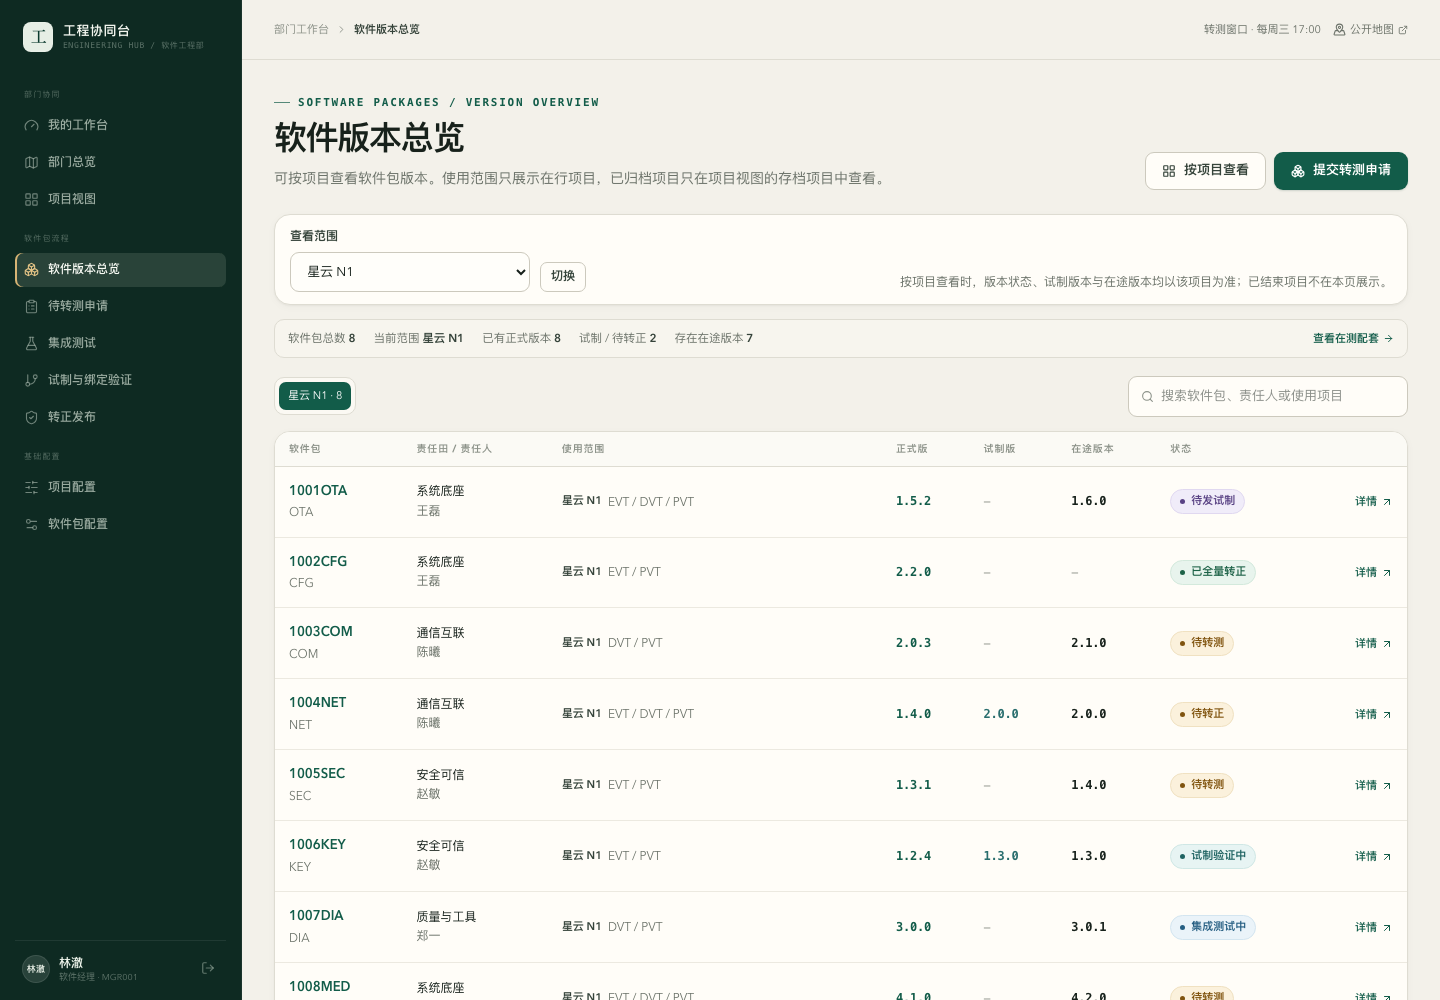 工
工程协同台
ENGINEERING HUB / 软件工程部
部门协同
我的工作台
部门总览
项目视图
软件包流程
软件版本总览
待转测申请
集成测试
试制与绑定验证
转正发布
基础配置
项目配置
软件包配置
林澈
林澈
软件经理 · MGR001
部门工作台 > 软件版本总览
转测窗口 · 每周三 17:00 公开地图
SOFTWARE PACKAGES / VERSION OVERVIEW
软件版本总览
可按项目查看软件包版本。使用范围只展示在行项目，已归档项目只在项目视图的存档项目中查看。
按项目查看 提交转测申请
查看范围
星云 N1 切换
按项目查看时，版本状态、试制版本与在途版本均以该项目为准；已结束项目不在本页展示。
软件包总数 8 当前范围 星云 N1 已有正式版本 8 试制 / 待转正 2 存在在途版本 7 查看在测配套 →
星云 N1 · 8 搜索软件包、责任人或使用项目
软件包 责任田 / 责任人 使用范围 正式版 试制版 在途版本 状态
1001OTA 系统底座 星云 N1 EVT / DVT / PVT 1.5.2 — 1.6.0 待发试制 详情 ↗
OTA 王磊
1002CFG 系统底座 星云 N1 EVT / PVT 2.2.0 — — 已全量转正 详情 ↗
CFG 王磊
1003COM 通信互联 星云 N1 DVT / PVT 2.0.3 — 2.1.0 待转测 详情 ↗
COM 陈曦
1004NET 通信互联 星云 N1 EVT / DVT / PVT 1.4.0 2.0.0 2.0.0 待转正 详情 ↗
NET 陈曦
1005SEC 安全可信 星云 N1 EVT / PVT 1.3.1 — 1.4.0 待转测 详情 ↗
SEC 赵敏
1006KEY 安全可信 星云 N1 EVT / PVT 1.2.4 1.3.0 1.3.0 试制验证中 详情 ↗
KEY 赵敏
1007DIA 质量与工具 星云 N1 DVT / PVT 3.0.0 — 3.0.1 集成测试中 详情 ↗
DIA 郑一
1008MED 系统底座 星云 N1 EVT / DVT / PVT 4.1.0 — 4.2.0 待转测 详情 ↗